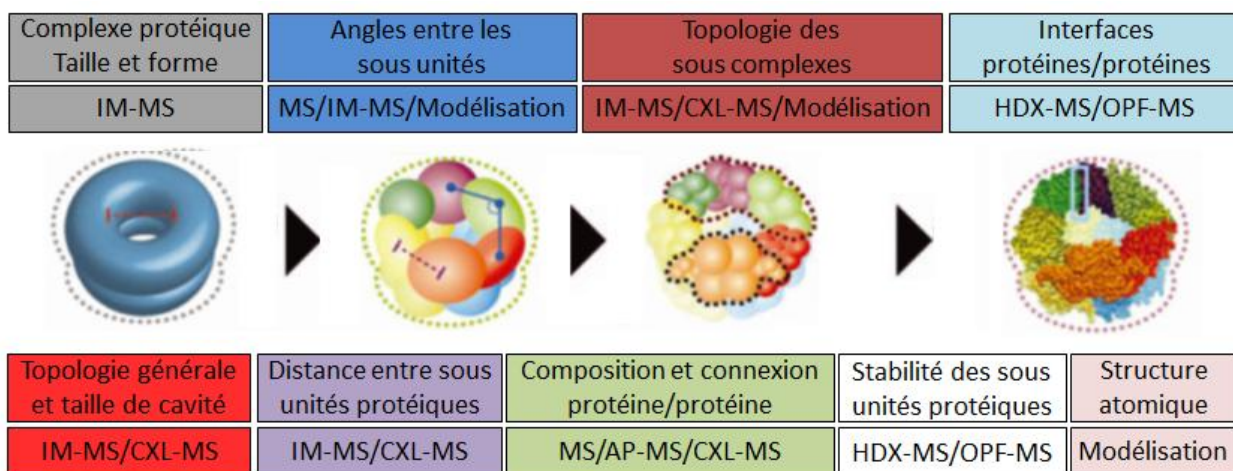 Complexe protéique
Taille et forme
IM-MS
Angles entre les
sous unités
MS/IM-MS/Modélisation
Topologie des
sous complexes
IM-MS/CXL-MS/Modélisation
Interfaces
protéines/protéines
HDX-MS/OPF-MS
Topologie générale
et taille de cavité
IM-MS/CXL-MS
Distance entre sous
unités protéiques
IM-MS/CXL-MS
Composition et connexion
protéine/protéine
MS/AP-MS/CXL-MS
Stabilité des sous
unités protéiques
HDX-MS/OPF-MS
Structure
atomique
Modélisation